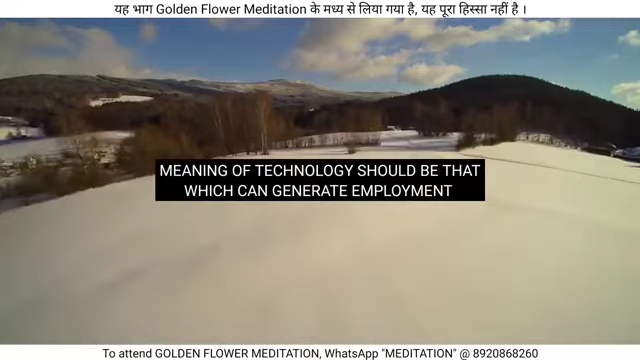 यह भाग Golden Flower Meditation के मध्य से लिया गया है, यह पूरा हिस्सा नहीं है ।
MEANING OF TECHNOLOGY SHOULD BE THAT
WHICH CAN GENERATE EMPLOYMENT
To attend GOLDEN FLOWER MEDITATION, WhatsApp "MEDITATION" @ 8920868260